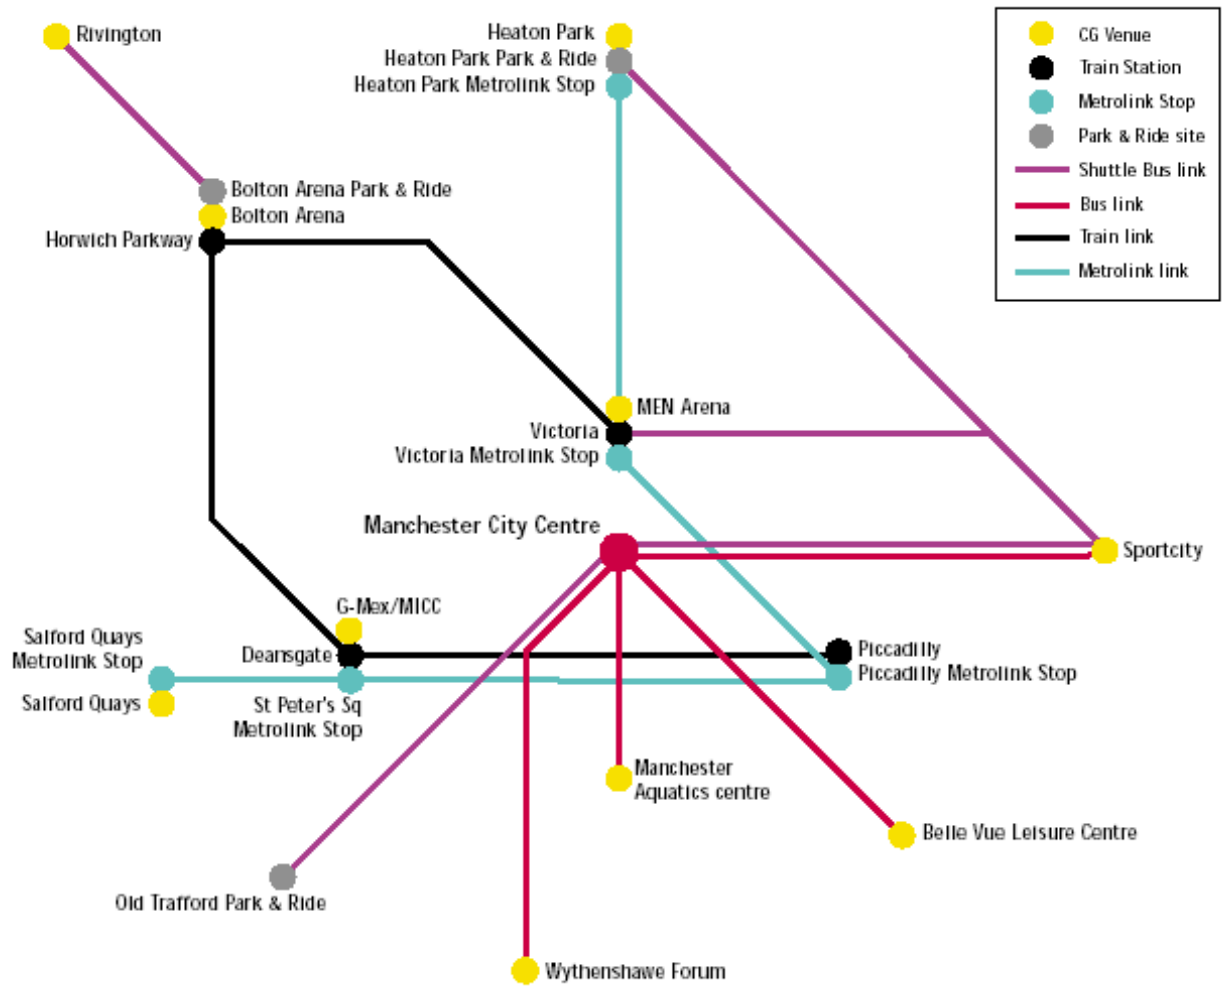 Rivington
Heaton Park
Heaton Park Park & Ride
Heaton Park Metrolink Stop
CG Venue
Train Station
Metrolink Stop
Park & Ride site
Shuttle Bus link
Bus link
Train link
Metrolink link
Bolton Arena Park & Ride
Bolton Arena
Horwich Parkway
MEN Arena
Victoria
Victoria Metrolink Stop
Manchester City Centre
Sportcity
G-Mex/MICC
Salford Quays
Metrolink Stop
Deansgate
Piccadilly
Piccadilly Metrolink Stop
Salford Quays
St Peter's Sq
Metrolink Stop
Manchester
Aquatics centre
Belle Vue Leisure Centre
Old Trafford Park & Ride
Wythenshawe Forum